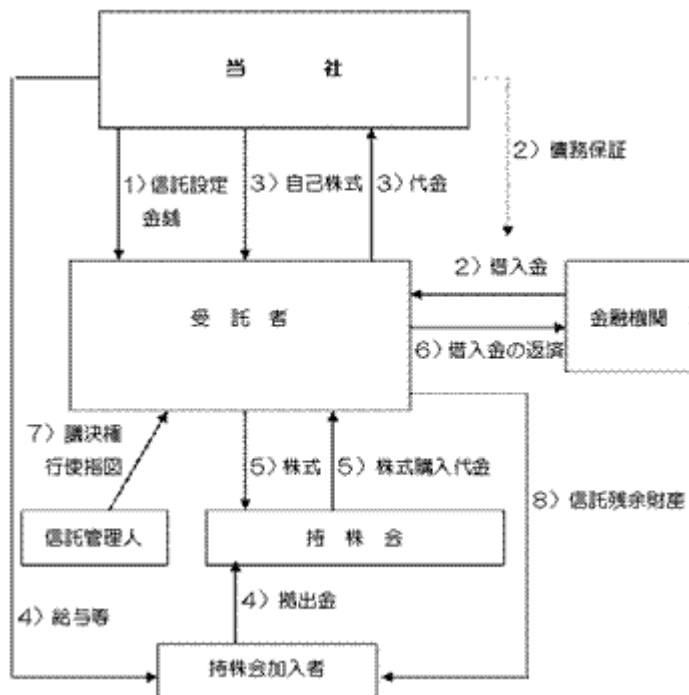 当 社
2）債務保証
1）信託設定
金銭
3）自己株式
3）代金
2）借入金
受 託 者
金融機関
6）借入金の返済
7）議決権
行使指図
5）株式
5）株式購入代金
8）信託残余財産
信託管理人
持 株 会
4）給与等
4）拠出金
持株会加入者